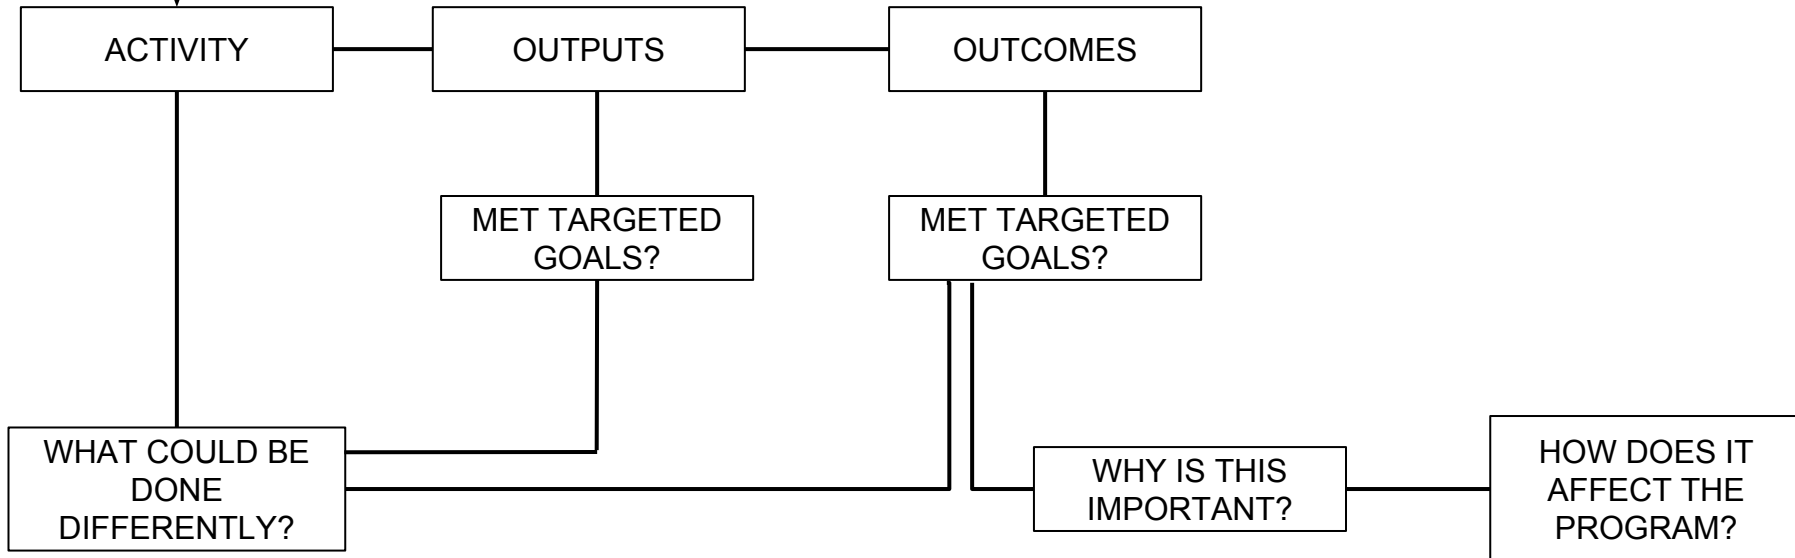 ACTIVITY
OUTPUTS
OUTCOMES
MET TARGETED
GOALS?
MET TARGETED
GOALS?
WHAT COULD BE
DONE
DIFFERENTLY?
WHY IS THIS
IMPORTANT?
HOW DOES IT
AFFECT THE
PROGRAM?